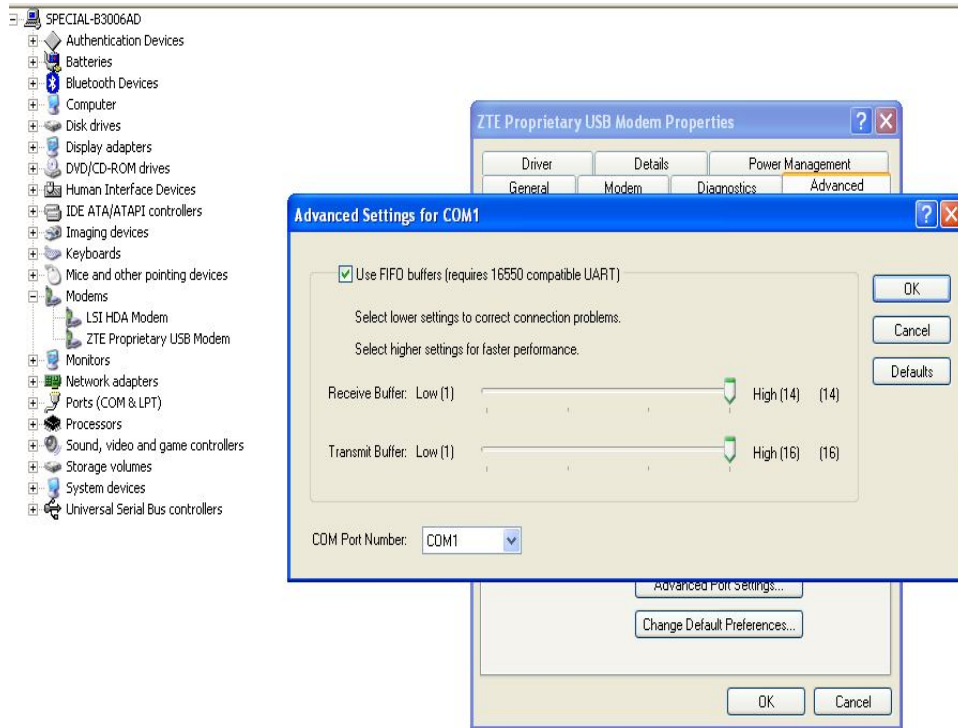 SPECIAL-B3006AD
Authentication Devices
Batteries
Bluetooth Devices
Computer
Disk drives
Display adapters
DVD/CD-ROM drives
Human Interface Devices
IDE ATA/ATAPI controllers
Imaging devices
Keyboards
Mice and other pointing devices
Modems
LSI HDA Modem
ZTE Proprietary USB Modem
Monitors
Network adapters
Ports (COM & LPT)
Processors
Sound, video and game controllers
Storage volumes
System devices
Universal Serial Bus controllers
ZTE Proprietary USB Modem Properties
Driver Details Power Management
General Modem Diagnostics Advanced
Advanced Settings for COM1
Use FIFO buffers (requires 16550 compatible UART)
Select lower settings to correct connection problems.
Select higher settings for faster performance.
Receive Buffer: Low (1) High (14) (14)
Transmit Buffer: Low (1) High (16) (16)
COM Port Number: COM1
OK
Cancel
Defaults
Advanced Port Settings...
Change Default Preferences...
OK Cancel